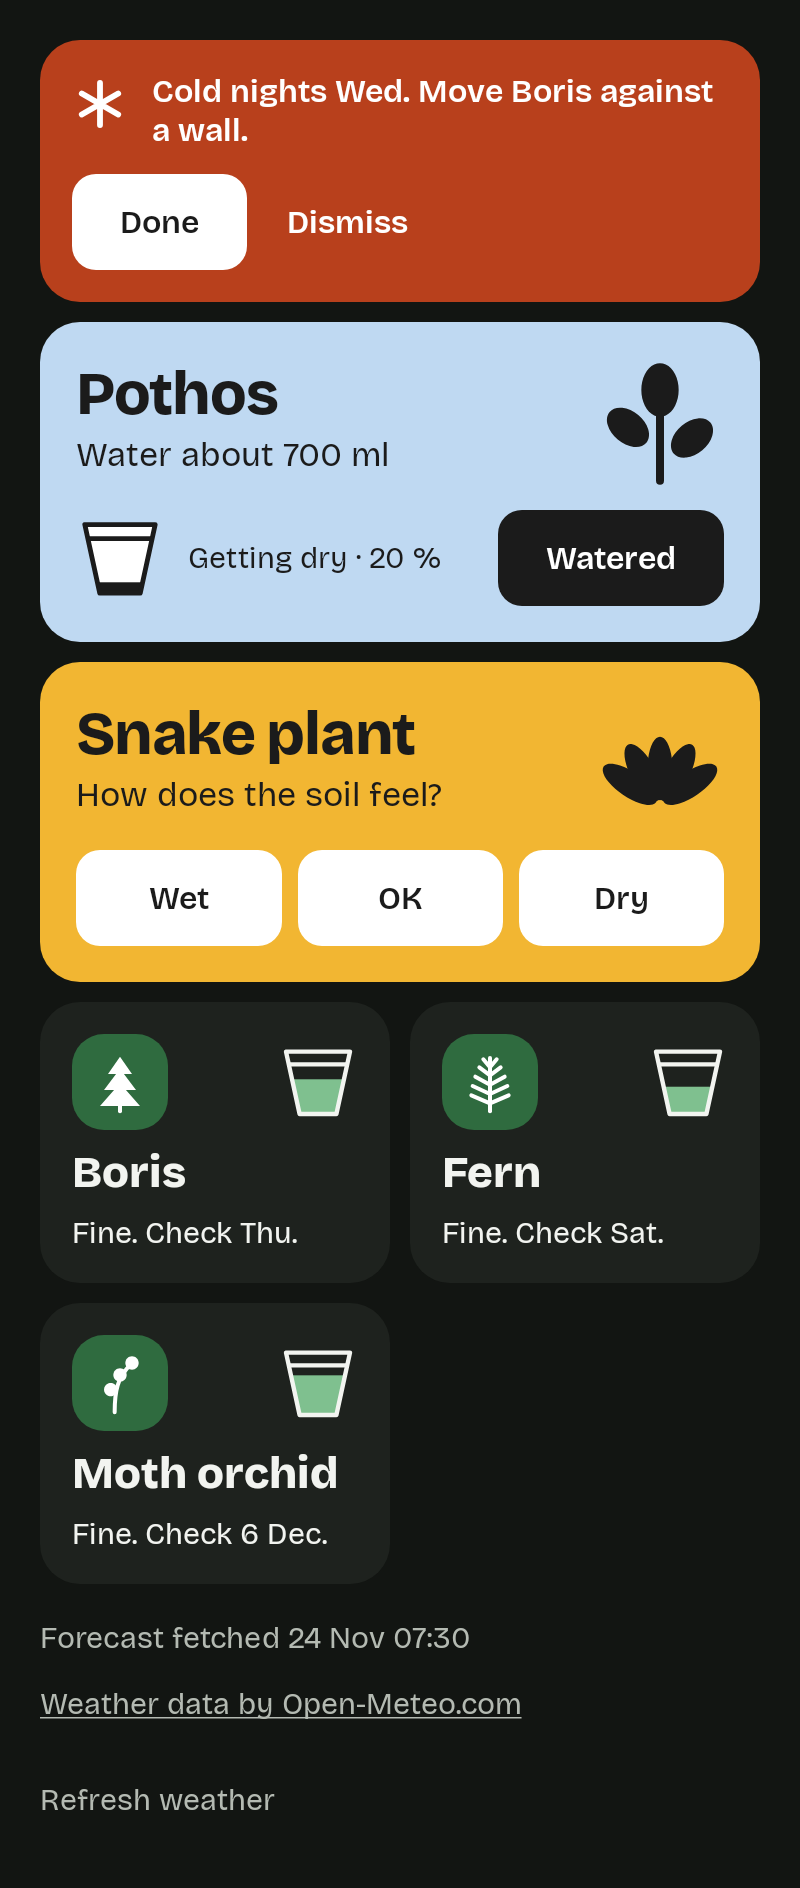 Cold nights Wed. Move Boris against
a wall.
Done
Dismiss
Pothos
Water about 700 ml
Getting dry · 20 %
Watered
Snake plant
How does the soil feel?
Wet
OK
Dry
Boris
Fine. Check Thu.
Fern
Fine. Check Sat.
Moth orchid
Fine. Check 6 Dec.
Forecast fetched 24 Nov 07:30
Weather data by Open-Meteo.com
Refresh weather